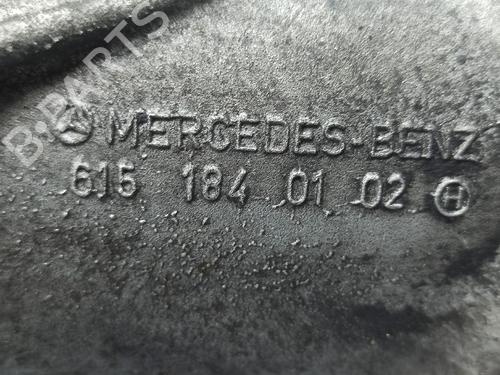 B-PARTS
MERCEDES-BENZ
615 184 01 02 H